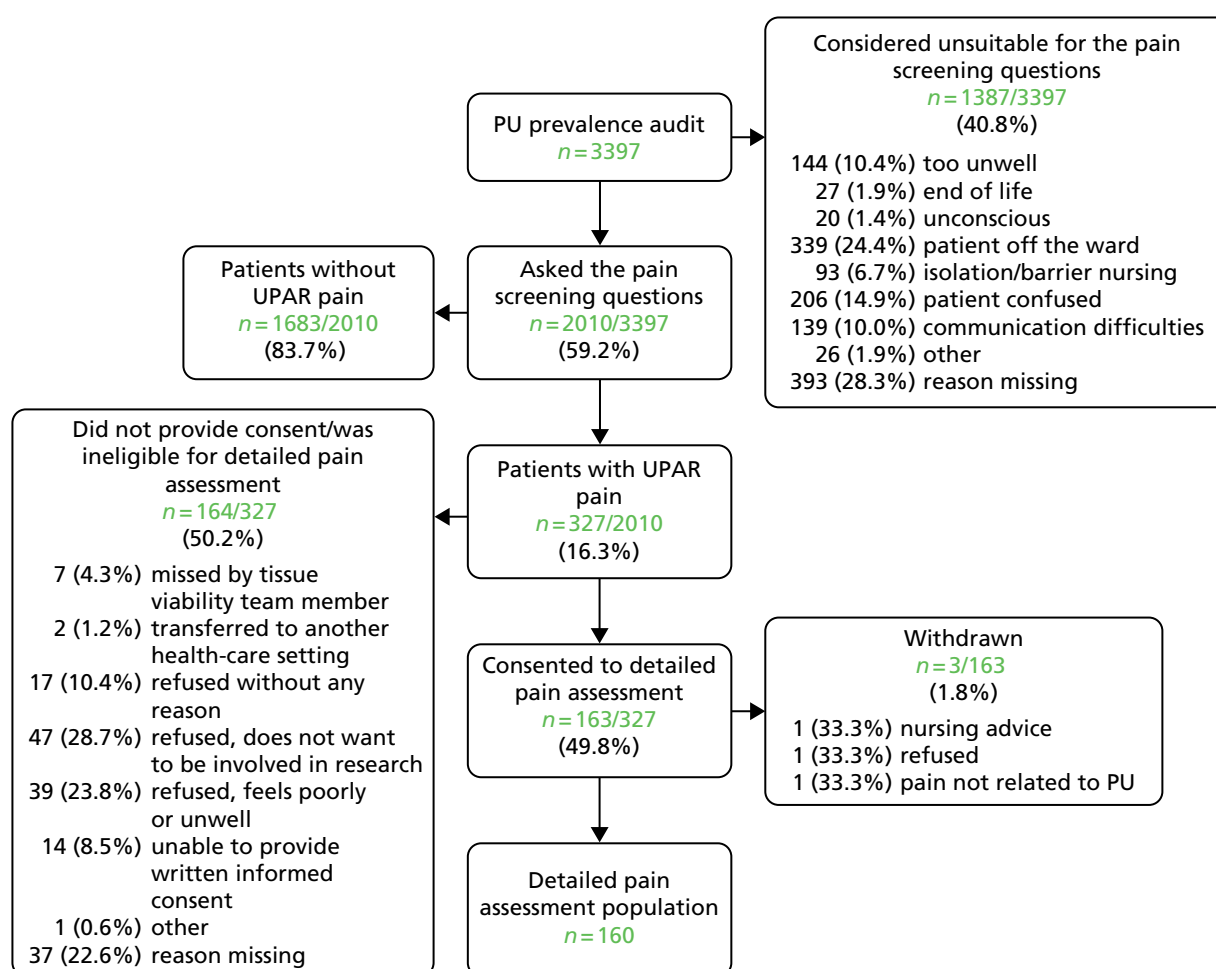 PU prevalence audit
n=3397
Considered unsuitable for the pain
screening questions
n=1387/3397
(40.8%)
144 (10.4%) too unwell
27 (1.9%) end of life
20 (1.4%) unconscious
339 (24.4%) patient off the ward
93 (6.7%) isolation/barrier nursing
206 (14.9%) patient confused
139 (10.0%) communication difficulties
26 (1.9%) other
393 (28.3%) reason missing
Patients without
UPAR pain
n=1683/2010
(83.7%)
Asked the pain
screening questions
n=2010/3397
(59.2%)
Did not provide consent/was
ineligible for detailed pain
assessment
n=164/327
(50.2%)
7 (4.3%) missed by tissue
viability team member
2 (1.2%) transferred to another
health-care setting
17 (10.4%) refused without any
reason
47 (28.7%) refused, does not want
to be involved in research
39 (23.8%) refused, feels poorly
or unwell
14 (8.5%) unable to provide
written informed
consent
1 (0.6%) other
37 (22.6%) reason missing
Patients with UPAR
pain
n=327/2010
(16.3%)
Consented to detailed
pain assessment
n=163/327
(49.8%)
Withdrawn
n=3/163
(1.8%)
1 (33.3%) nursing advice
1 (33.3%) refused
1 (33.3%) pain not related to PU
Detailed pain
assessment population
n=160